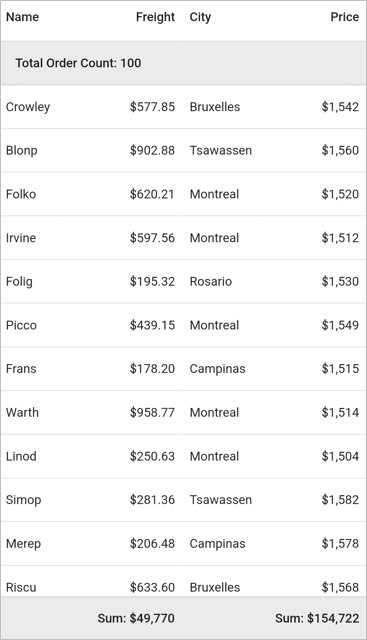 Name Freight City Price
Total Order Count: 100
Crowley $577.85 Bruxelles $1,542
Blonp $902.88 Tsawassen $1,560
Folko $620.21 Montreal $1,520
Irvine $597.56 Montreal $1,512
Folig $195.32 Rosario $1,530
Picco $439.15 Montreal $1,549
Frans $178.20 Campinas $1,515
Warth $958.77 Montreal $1,514
Linod $250.63 Montreal $1,504
Simop $281.36 Tsawassen $1,582
Merep $206.48 Campinas $1,578
Riscu $633.60 Bruxelles $1,568
Sum: $49,770 Sum: $154,722